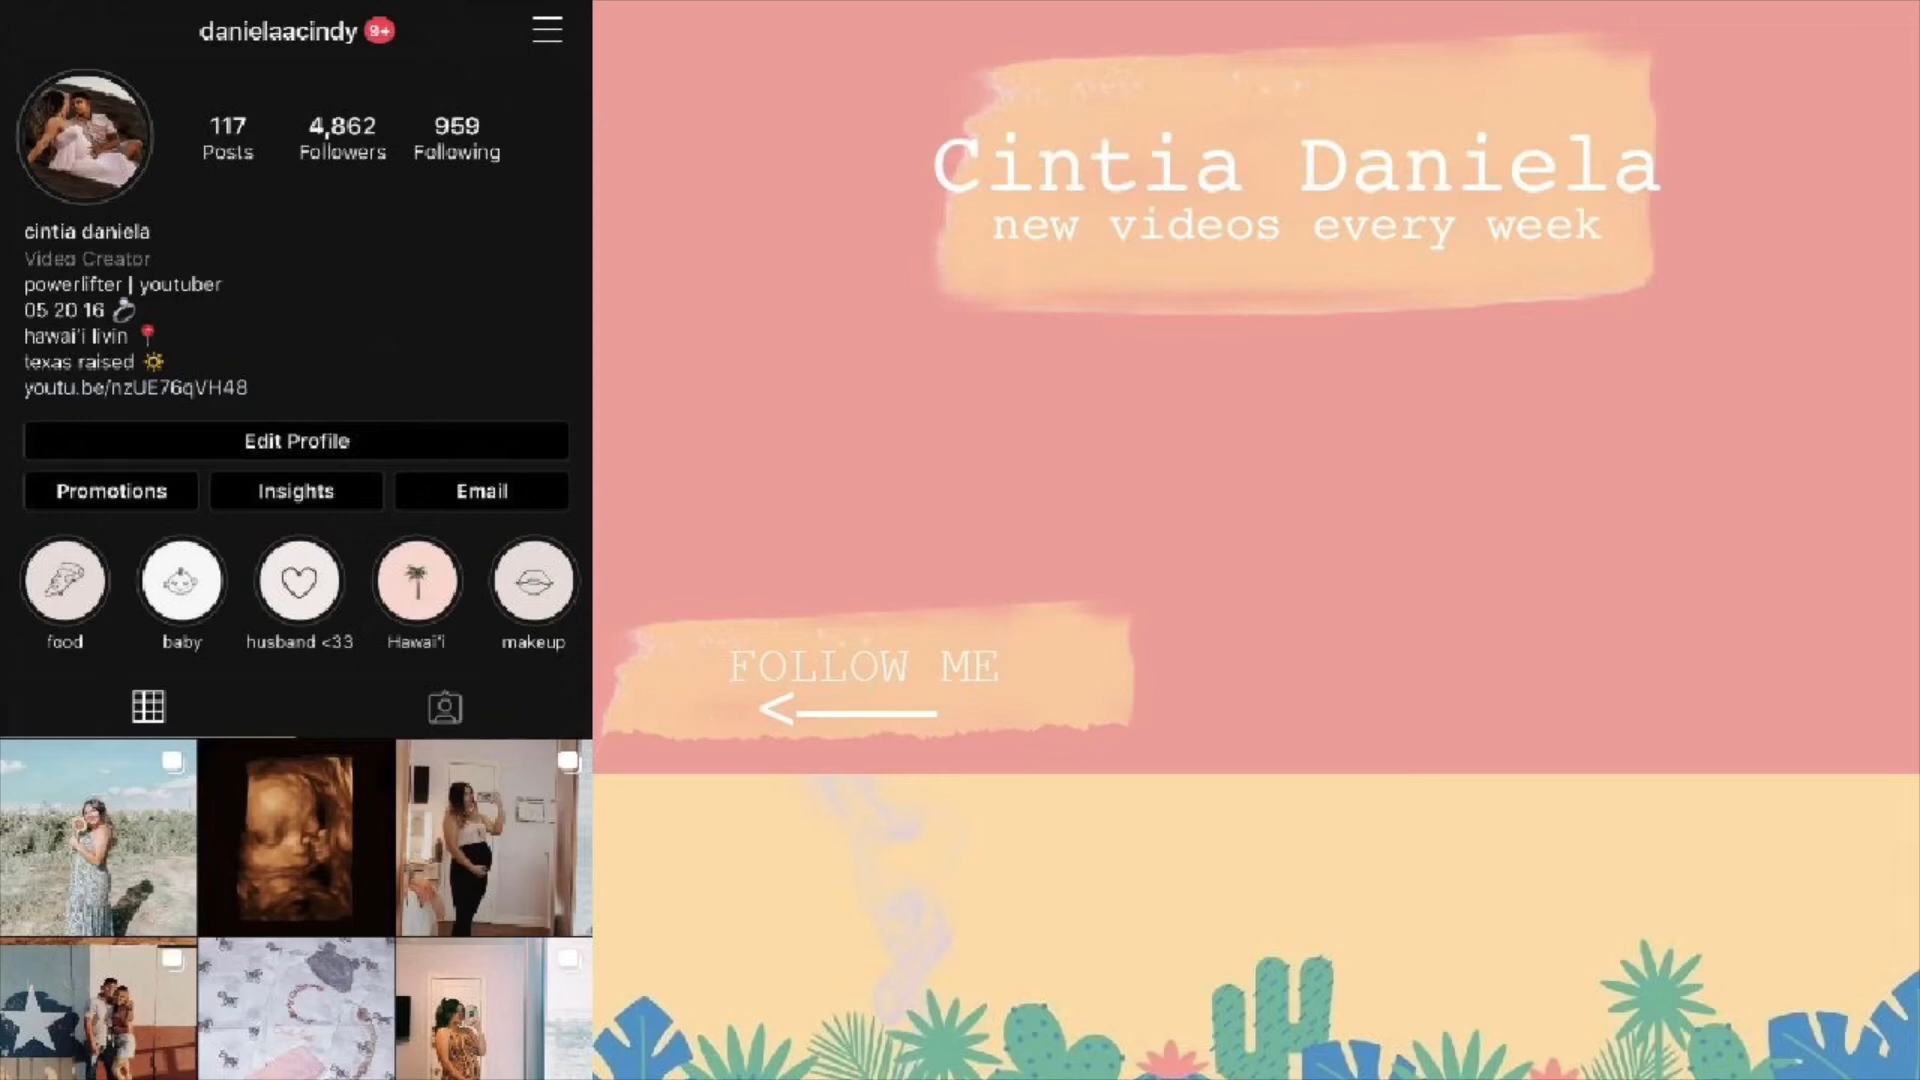 danielaacindy 9+
117 4,862 959
Posts Followers Following
cintia daniela
Video Creator
powerlifter | youtuber
05 20 16 💍
hawai'i livin 📍
texas raised ☀️
youtu.be/nzUE76qVH48
Edit Profile
Promotions Insights Email
food baby husband <33 Hawai'i makeup
Cintia Daniela
new videos every week
FOLLOW ME